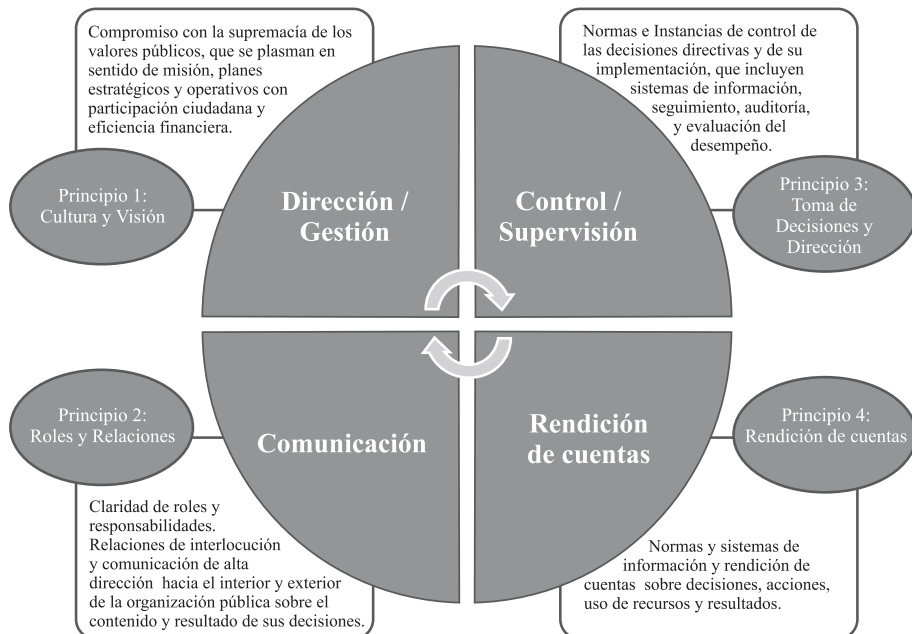 Compromiso con la supremacía de los
valores públicos, que se plasman en
sentido de misión, planes
estratégicos y operativos con
participación ciudadana y
eficiencia financiera.
Principio 1:
Cultura y Visión
Dirección /
Gestión
Normas e Instancias de control de
las decisiones directivas y de su
implementación, que incluyen
sistemas de información,
seguimiento, auditoría,
y evaluación del
desempeño.
Control /
Supervisión
Principio 3:
Toma de
Decisiones y
Dirección
Principio 2:
Roles y Relaciones
Comunicación
Claridad de roles y
responsabilidades.
Relaciones de interlocución
y comunicación de alta
dirección hacia el interior y exterior
de la organización pública sobre el
contenido y resultado de sus decisiones.
Rendición
de cuentas
Principio 4:
Rendición de cuentas
Normas y sistemas de
información y rendición de
cuentas sobre decisiones, acciones,
uso de recursos y resultados.